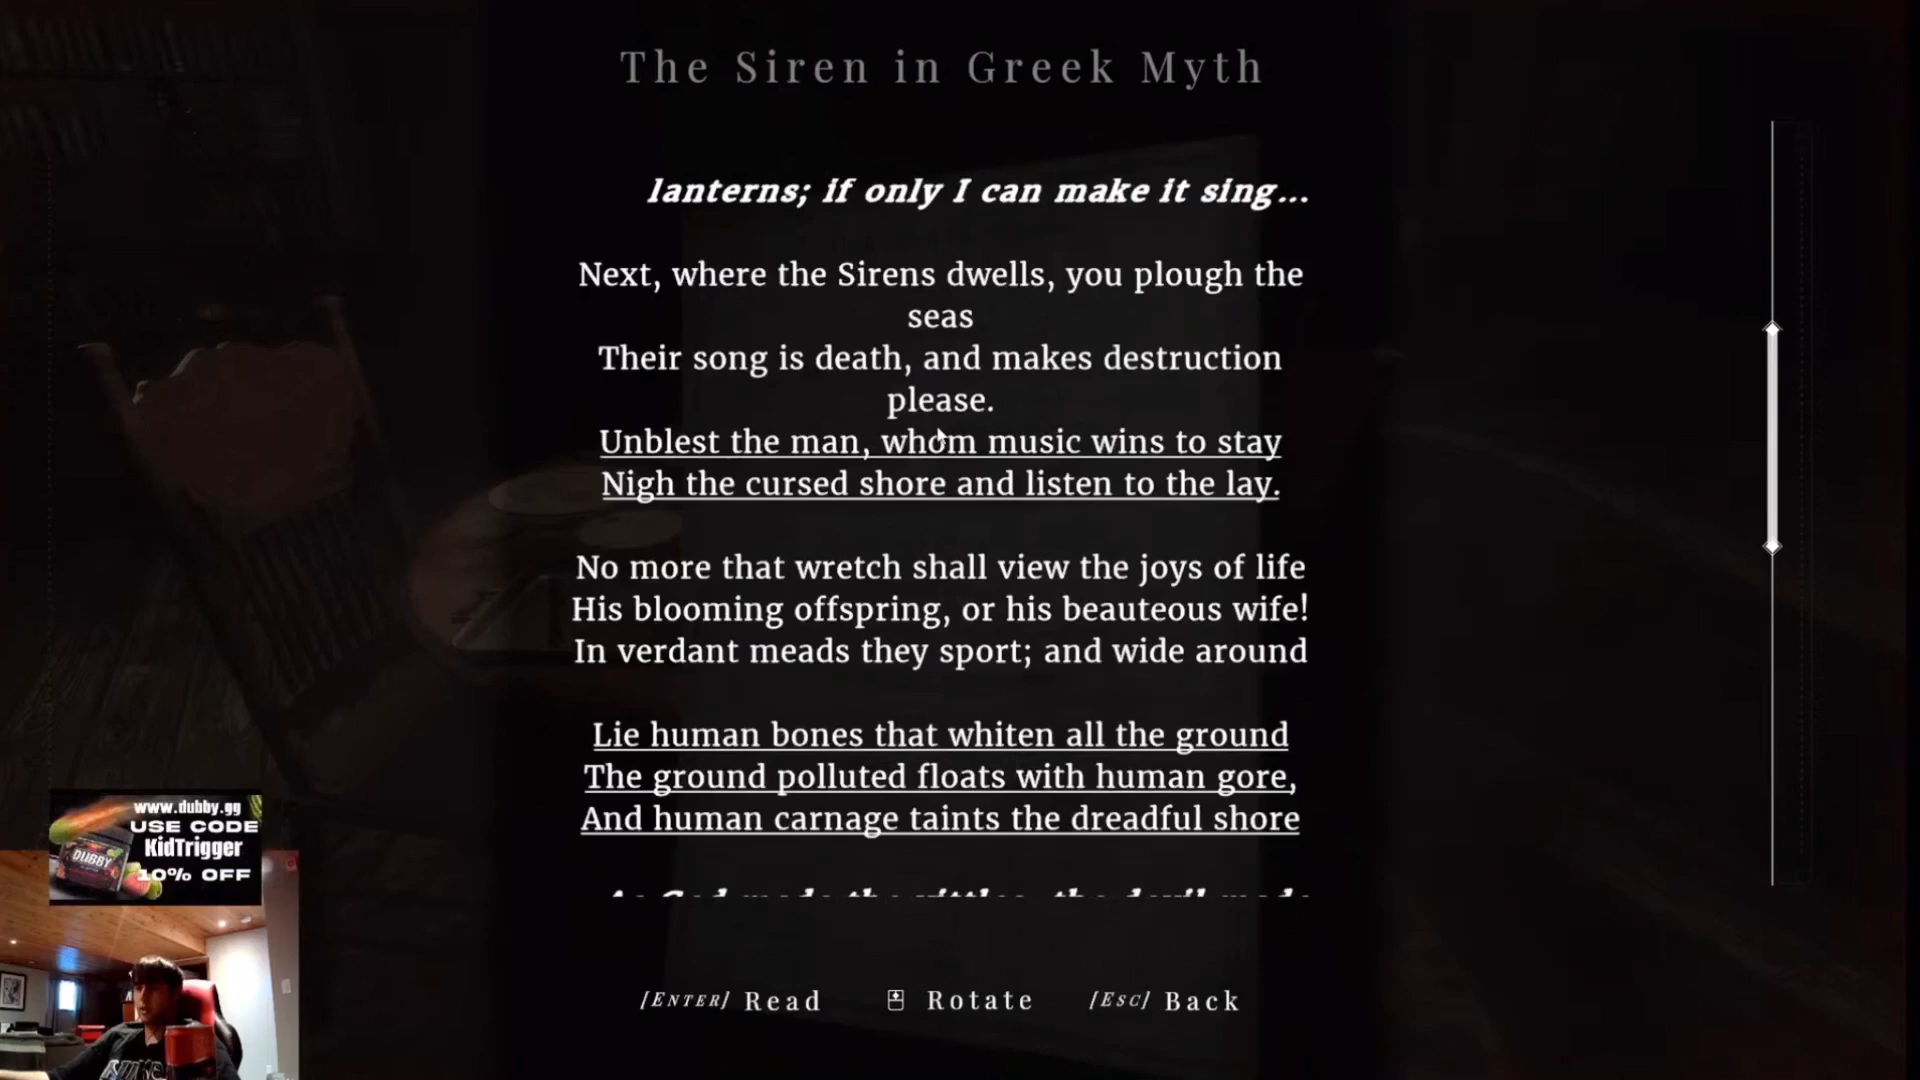 The Siren in Greek Myth
lanterns; if only I can make it sing...
Next, where the Sirens dwells, you plough the
seas
Their song is death, and makes destruction
please.
Unblest the man, whom music wins to stay
Nigh the cursed shore and listen to the lay.
No more that wretch shall view the joys of life
His blooming offspring, or his beauteous wife!
In verdant meads they sport; and wide around
Lie human bones that whiten all the ground
The ground polluted floats with human gore,
And human carnage taints the dreadful shore
www.dubby.gg
USE CODE
KidTrigger
DUBBY
10% OFF
[ENTER] Read Rotate [ESC] Back